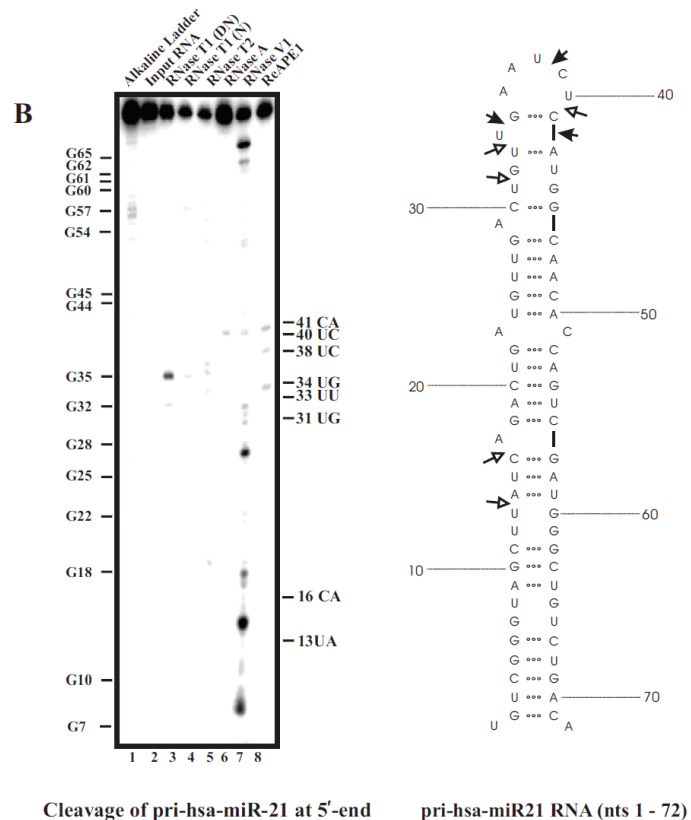 B
Alkaline Ladder
Input RNA
RNase T1 (DN)
RNase T1 (N)
RNase T2
RNase A
RNase V1
ReAPE1
G65
G62
G61
G60
G57
G54
G45
G44
G35
G32
G28
G25
G22
G18
G10
G7
41 CA
40 UC
38 UC
34 UG
33 UU
31 UG
16 CA
13UA
1 2 3 4 5 6 7 8
U
A C
A U 40
G C
U
U A
G U
U G
30 C G
A
G C
U A
U A
G C
U A 50
A C
G C
U A
20 C G
A U
G C
A
C G
U A
A U
U G 60
U G
C G
10 G C
A U
U G
G U
G C
G U
C G
U A 70
G C
U A
Cleavage of pri-hsa-miR-21 at 5′-end
pri-hsa-miR21 RNA (nts 1 - 72)